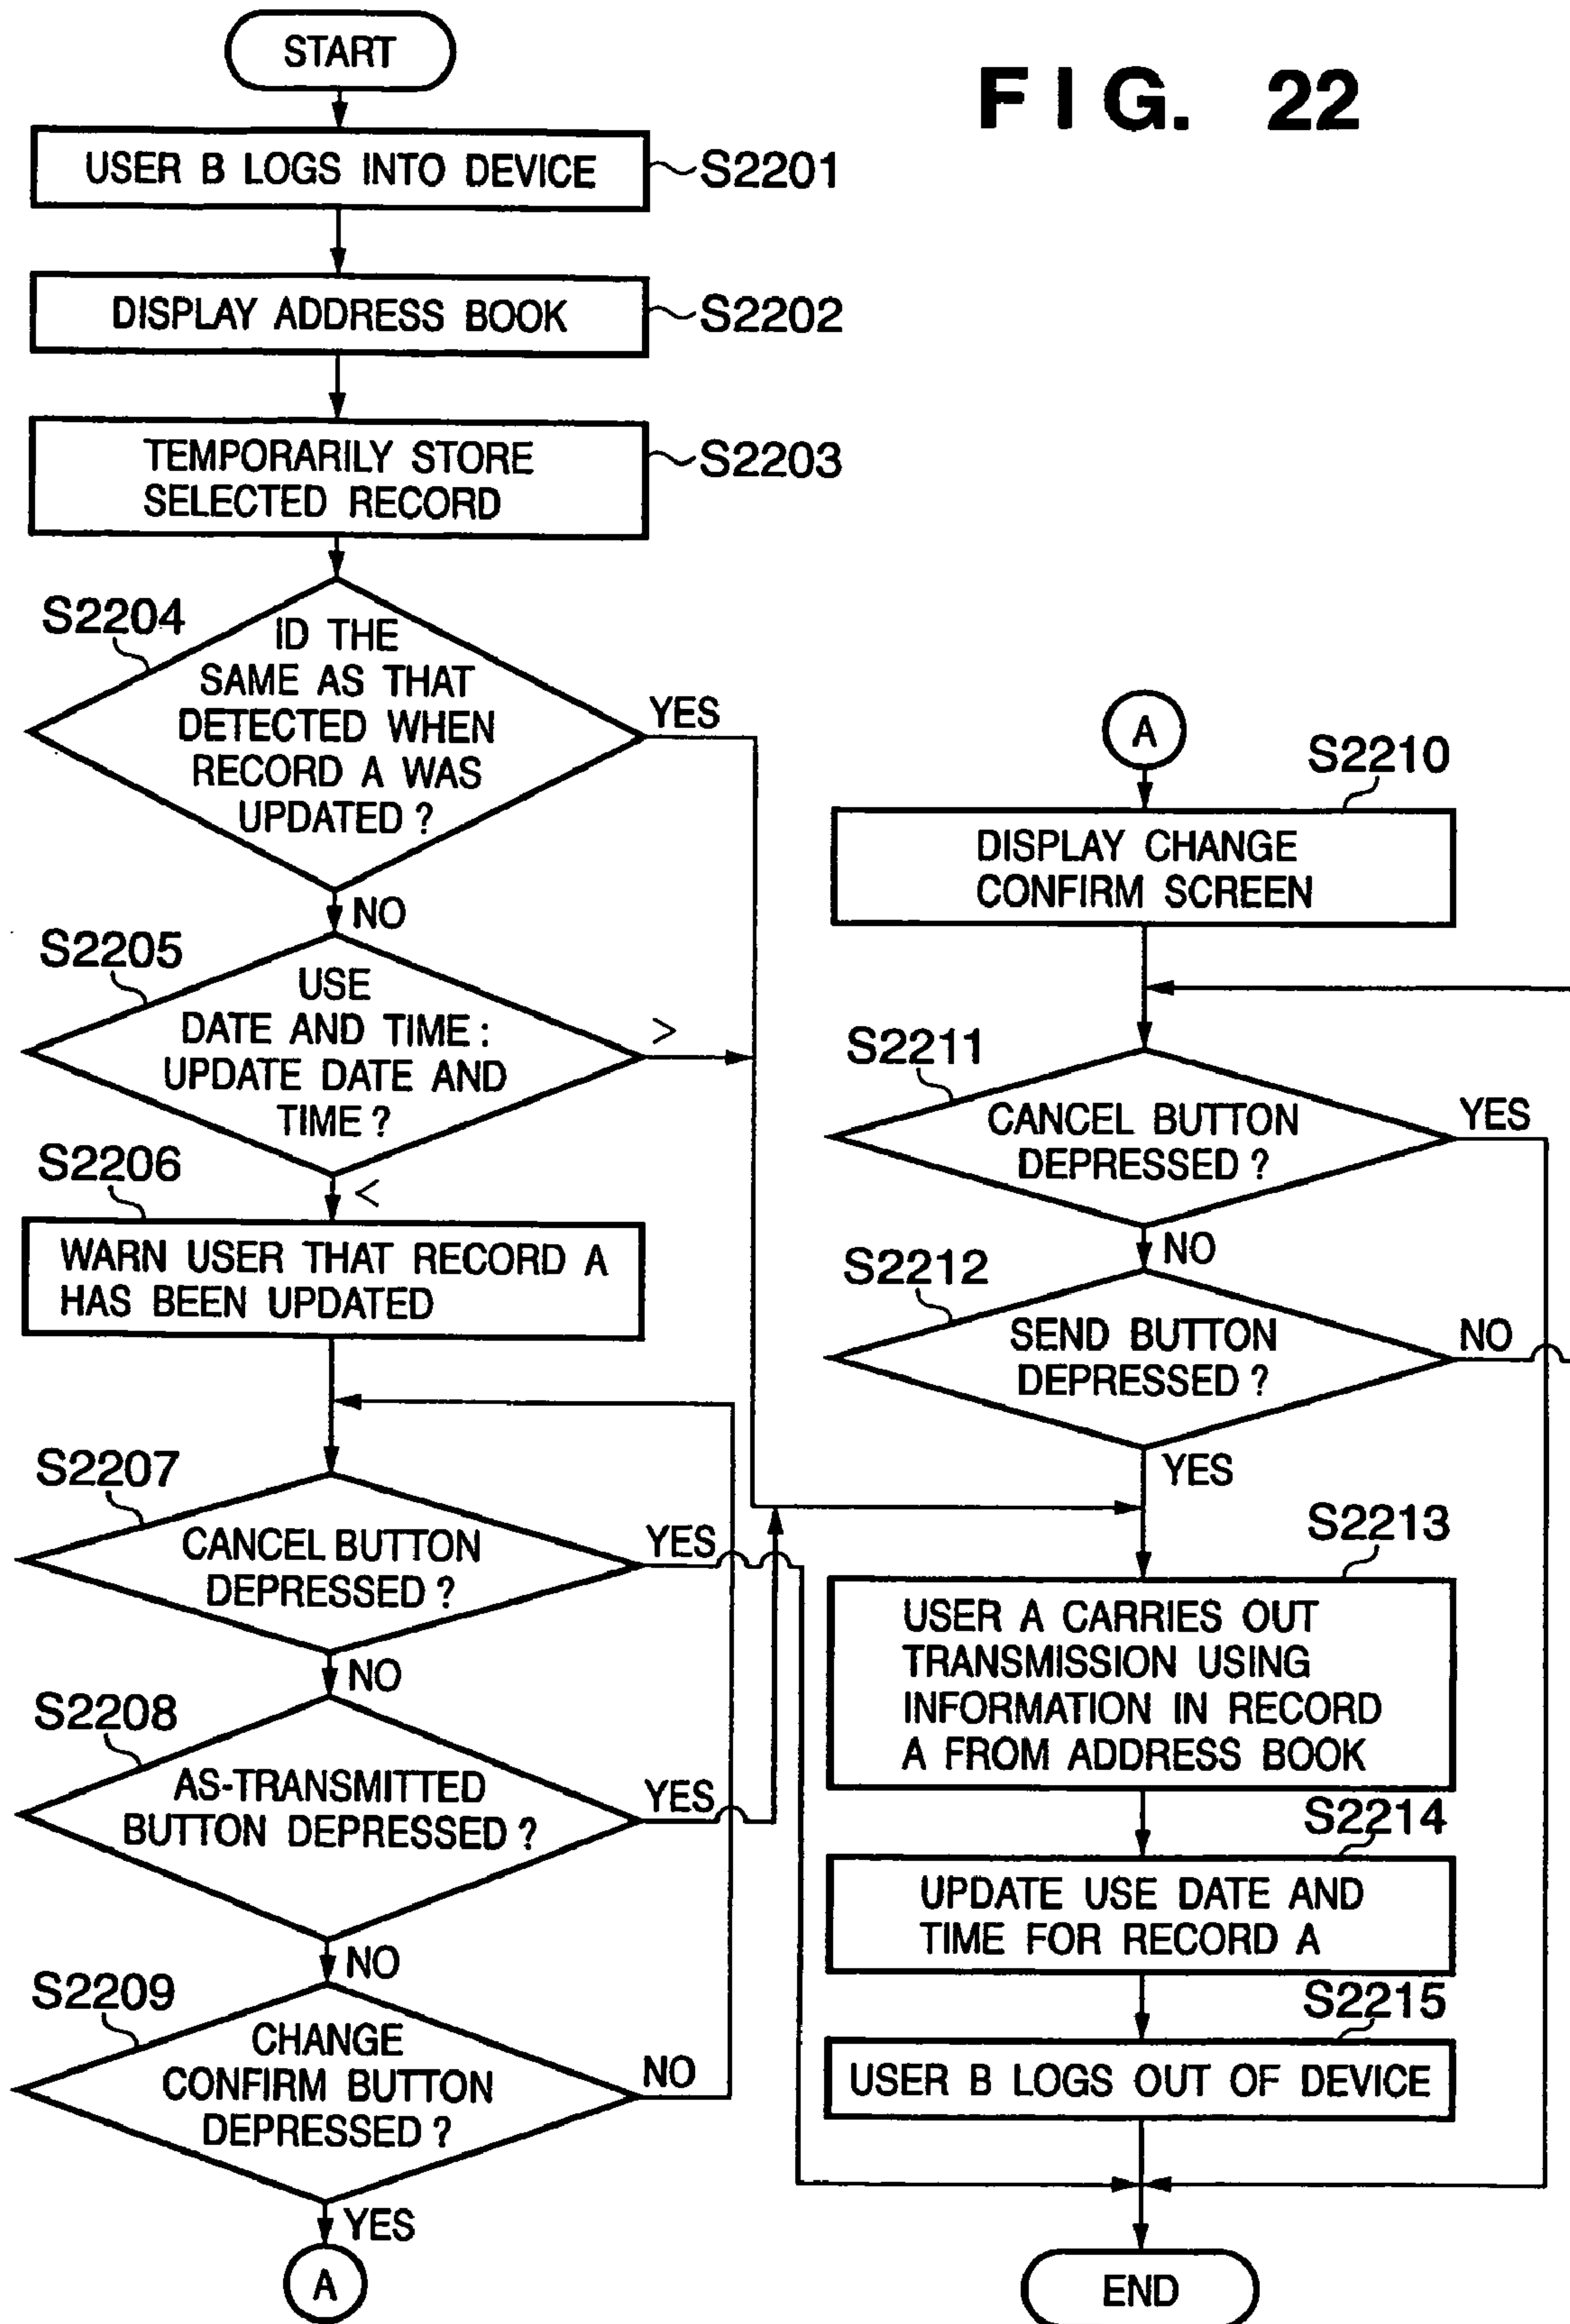 FIG. 22
START
USER B LOGS INTO DEVICE
S2201
DISPLAY ADDRESS BOOK
S2202
TEMPORARILY STORE
SELECTED RECORD
S2203
S2204
ID THE
SAME AS THAT
DETECTED WHEN
RECORD A WAS
UPDATED ?
YES
NO
S2205
USE
DATE AND TIME :
UPDATE DATE AND
TIME ?
>
<
S2206
WARN USER THAT RECORD A
HAS BEEN UPDATED
S2207
CANCEL BUTTON
DEPRESSED ?
YES
NO
S2208
AS-TRANSMITTED
BUTTON DEPRESSED ?
YES
NO
S2209
CHANGE
CONFIRM BUTTON
DEPRESSED ?
NO
YES
A
A
S2210
DISPLAY CHANGE
CONFIRM SCREEN
S2211
CANCEL BUTTON
DEPRESSED ?
YES
NO
S2212
SEND BUTTON
DEPRESSED ?
NO
YES
S2213
USER A CARRIES OUT
TRANSMISSION USING
INFORMATION IN RECORD
A FROM ADDRESS BOOK
S2214
UPDATE USE DATE AND
TIME FOR RECORD A
S2215
USER B LOGS OUT OF DEVICE
END